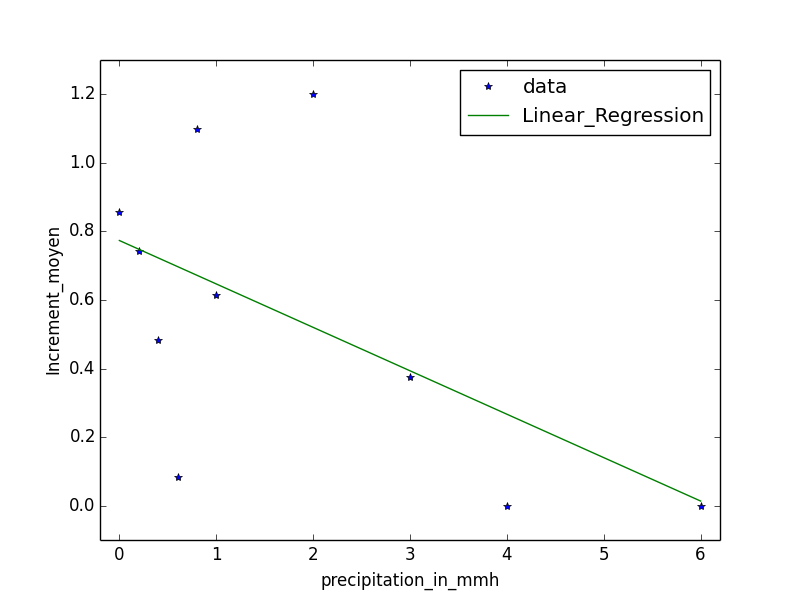 data
Linear_Regression
1.2
1.0
0.8
0.6
0.4
0.2
0.0
Increment_moyen
0 1 2 3 4 5 6
precipitation_in_mmh